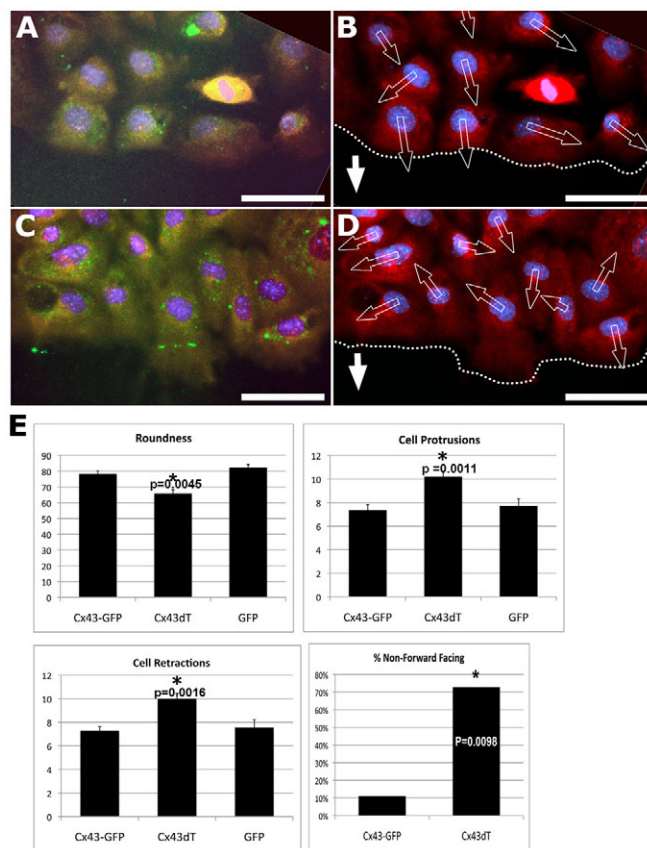 A
B
C
D
E
Roundness
90
80
70
60
50
40
30
20
10
0
*
p=0.0045
Cx43-GFP Cx43dT GFP
Cell Protrusions
12
10
8
6
4
2
0
*
p =0.0011
Cx43-GFP Cx43dT GFP
Cell Retractions
12
10
8
6
4
2
0
*
p=0.0016
Cx43-GFP Cx43dT GFP
% Non-Forward Facing
80%
70%
60%
50%
40%
30%
20%
10%
0%
*
P=0.0098
Cx43-GFP Cx43dT